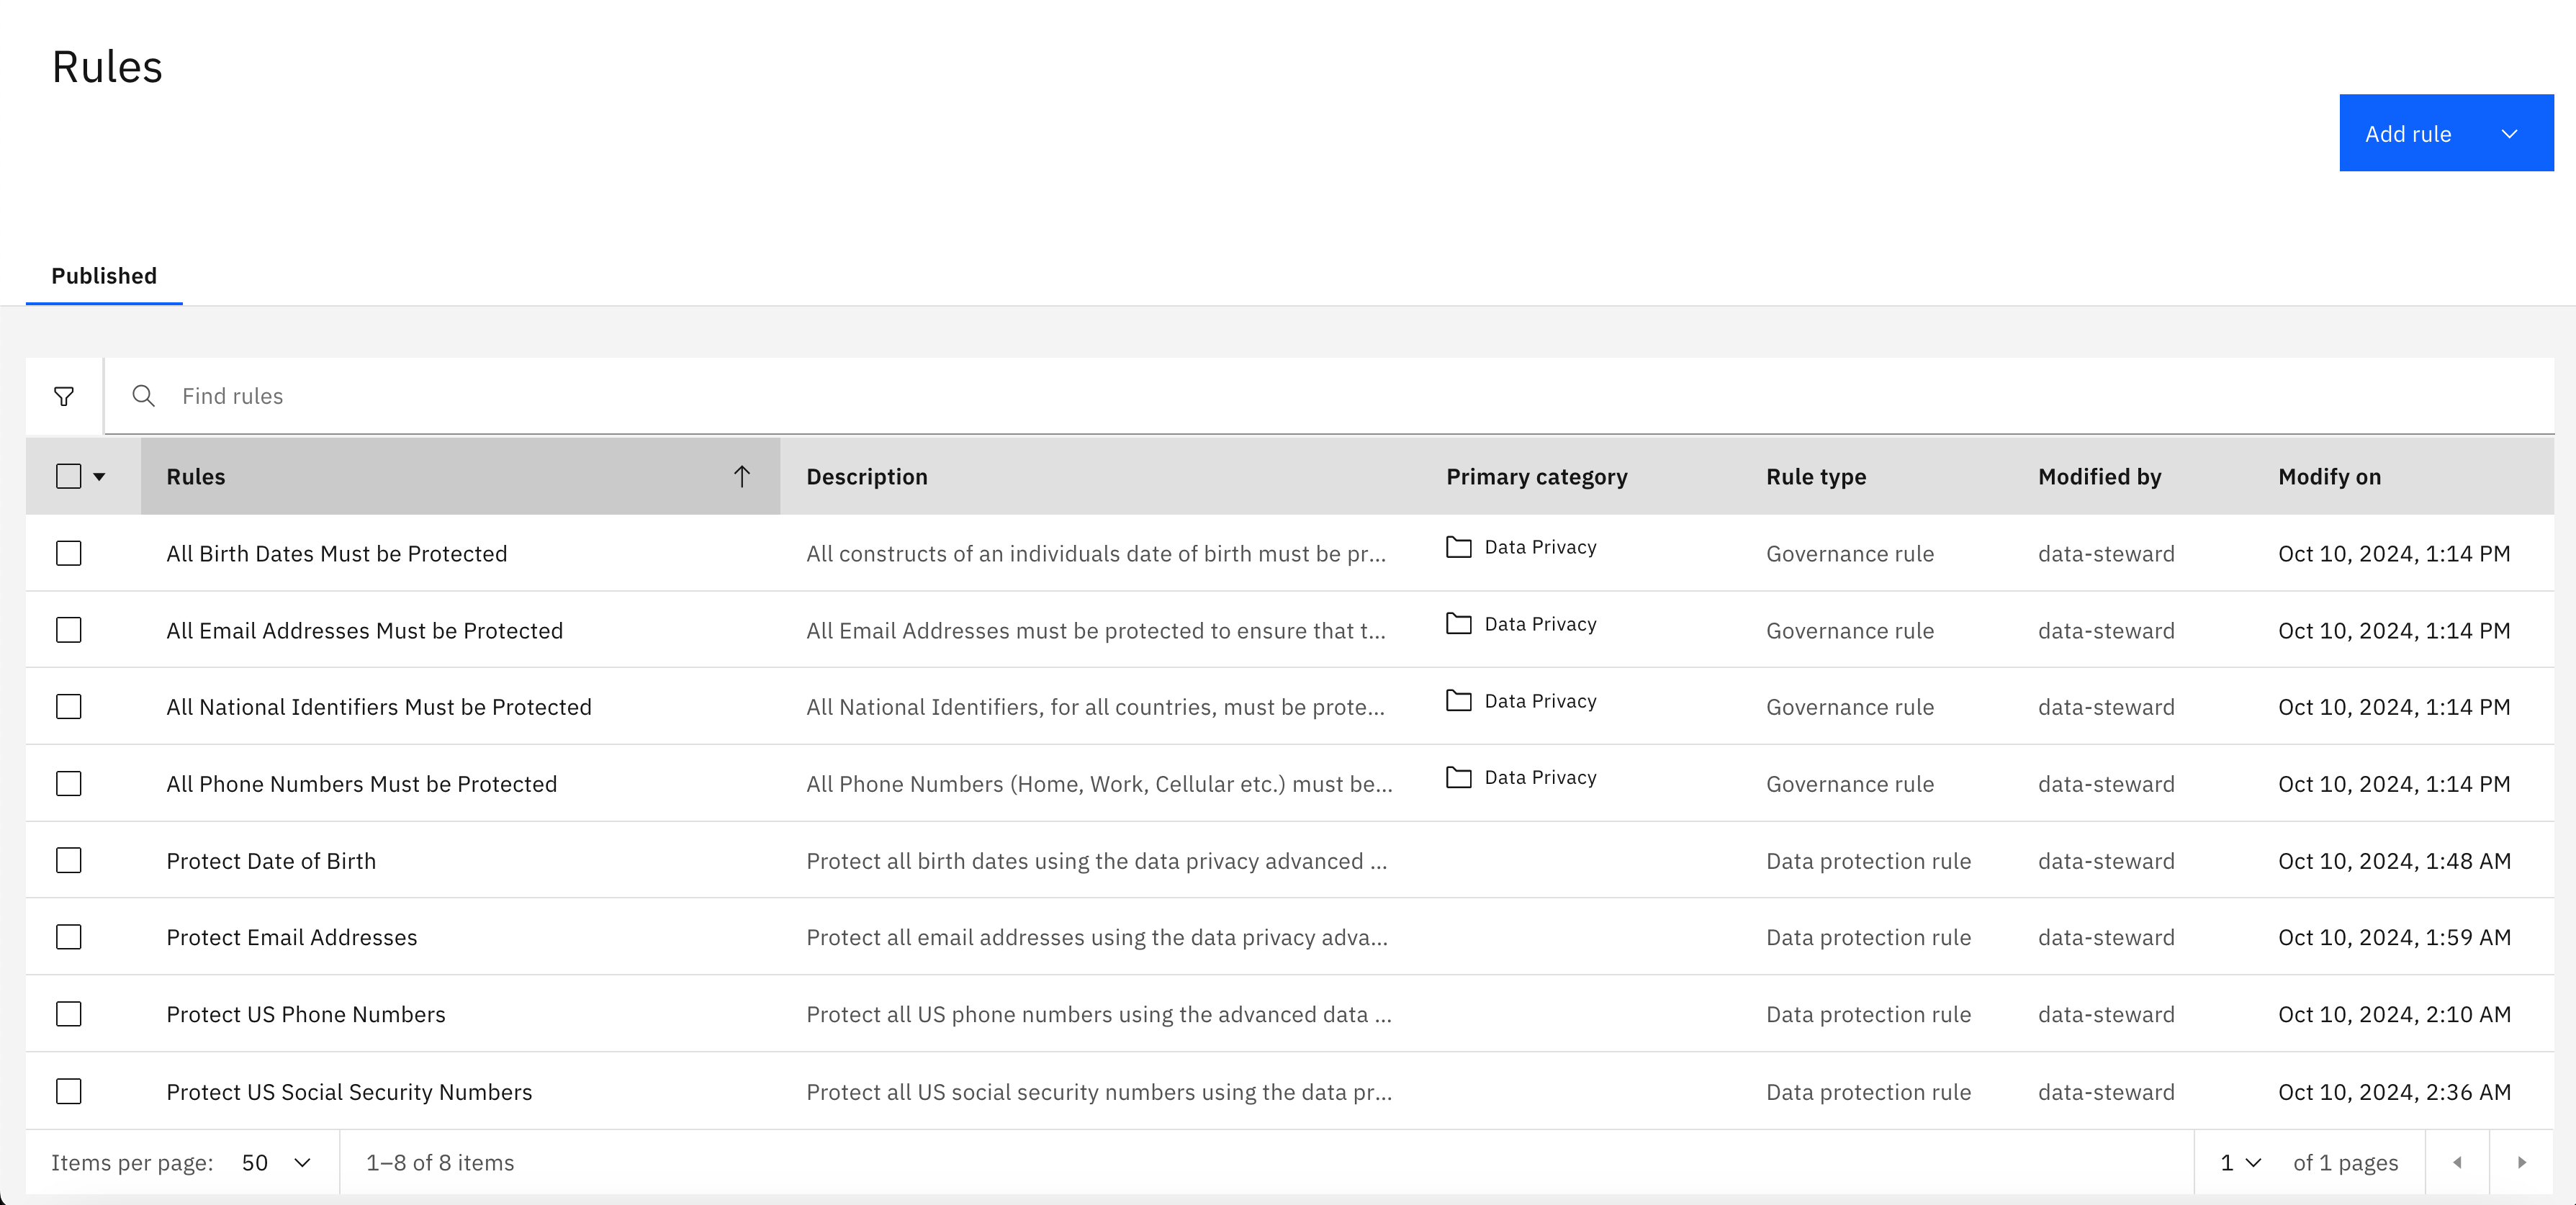 Rules
Add rule
Published
Find rules
Rules Description Primary category Rule type Modified by Modify on
All Birth Dates Must be Protected All constructs of an individuals date of birth must be pr... Data Privacy Governance rule data-steward Oct 10, 2024, 1:14 PM
All Email Addresses Must be Protected All Email Addresses must be protected to ensure that t... Data Privacy Governance rule data-steward Oct 10, 2024, 1:14 PM
All National Identifiers Must be Protected All National Identifiers, for all countries, must be prote... Data Privacy Governance rule data-steward Oct 10, 2024, 1:14 PM
All Phone Numbers Must be Protected All Phone Numbers (Home, Work, Cellular etc.) must be... Data Privacy Governance rule data-steward Oct 10, 2024, 1:14 PM
Protect Date of Birth Protect all birth dates using the data privacy advanced ... Data protection rule data-steward Oct 10, 2024, 1:48 AM
Protect Email Addresses Protect all email addresses using the data privacy adva... Data protection rule data-steward Oct 10, 2024, 1:59 AM
Protect US Phone Numbers Protect all US phone numbers using the advanced data ... Data protection rule data-steward Oct 10, 2024, 2:10 AM
Protect US Social Security Numbers Protect all US social security numbers using the data pr... Data protection rule data-steward Oct 10, 2024, 2:36 AM
Items per page: 50 1–8 of 8 items 1 of 1 pages